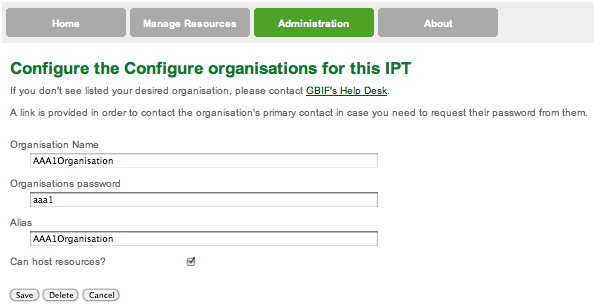 Home Manage Resources Administration About
Configure the Configure organisations for this IPT
If you don't see listed your desired organisation, please contact GBIF's Help Desk.
A link is provided in order to contact the organisation's primary contact in case you need to request their password from them.
Organisation Name
AAA1Organisation
Organisations password
aaa1
Alias
AAA1Organisation
Can host resources?
Save Delete Cancel